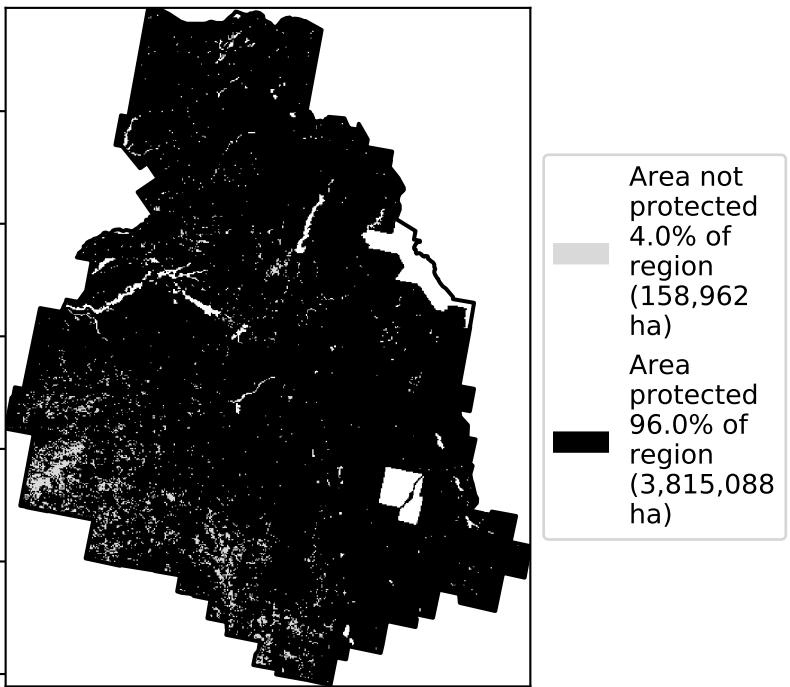 Area not
protected
4.0% of
region
(158,962
ha)
Area
protected
96.0% of
region
(3,815,088
ha)